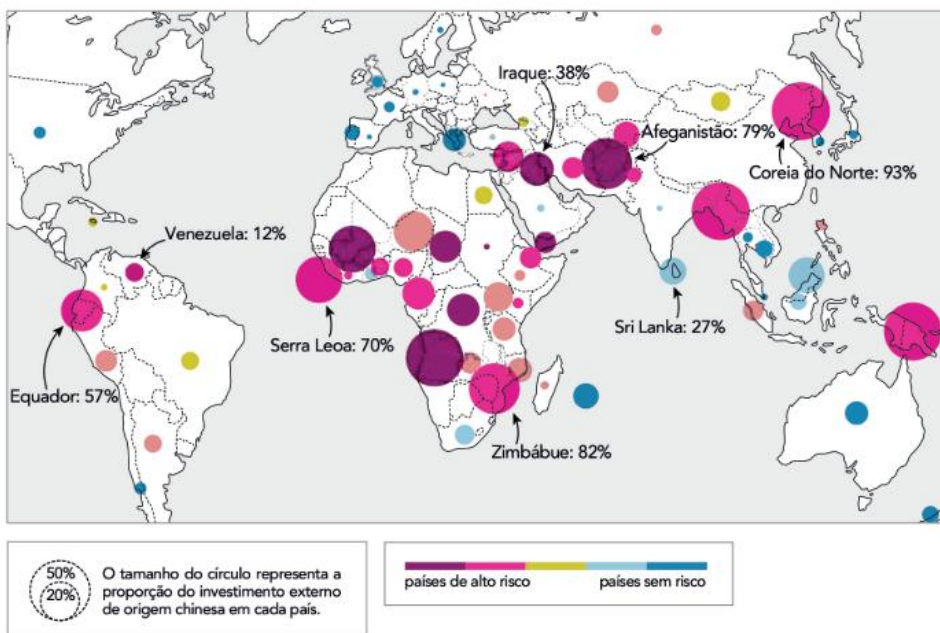 Iraque: 38%
Afeganistão: 79%
Coreia do Norte: 93%
Venezuela: 12%
Sri Lanka: 27%
Serra Leoa: 70%
Equador: 57%
Zimbábue: 82%
50%
20%
O tamanho do círculo representa a
proporção do investimento externo
de origem chinesa em cada país.
países de alto risco
países sem risco